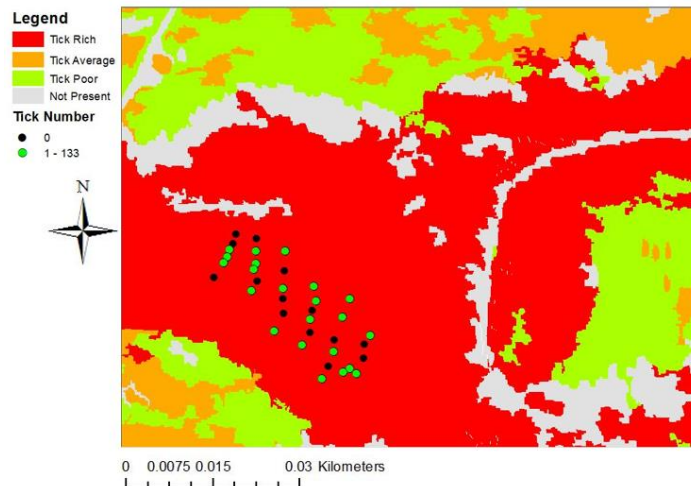 Legend
Tick Rich
Tick Average
Tick Poor
Not Present
Tick Number
0
1 - 133
N
0 0.0075 0.015 0.03 Kilometers